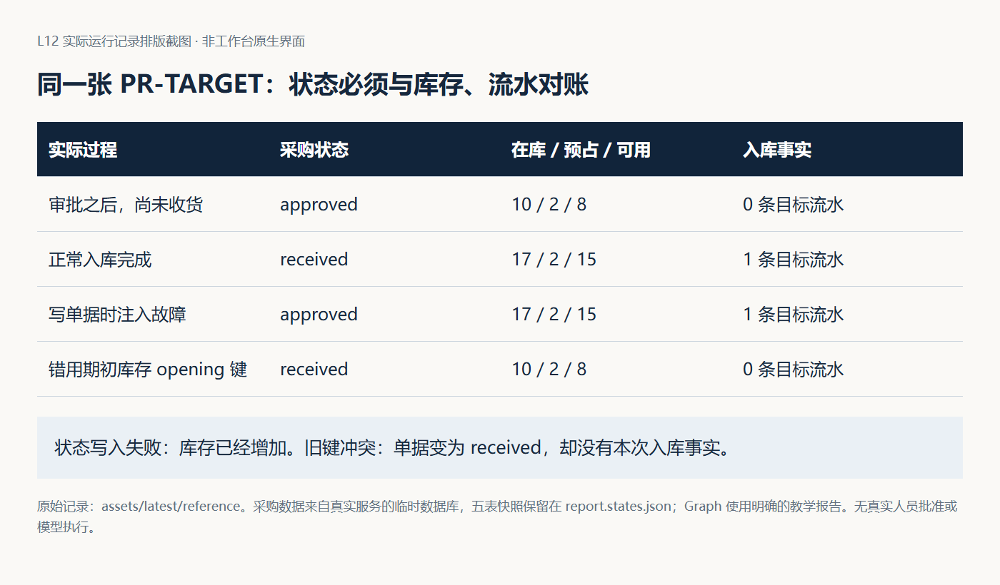 L12 实际运行记录排版截图 · 非工作台原生界面
同一张 PR-TARGET：状态必须与库存、流水对账
实际过程 采购状态 在库 / 预占 / 可用 入库事实
审批之后，尚未收货 approved 10 / 2 / 8 0 条目标流水
正常入库完成 received 17 / 2 / 15 1 条目标流水
写单据时注入故障 approved 17 / 2 / 15 1 条目标流水
错用期初库存 opening 键 received 10 / 2 / 8 0 条目标流水
状态写入失败：库存已经增加。旧键冲突：单据变为 received，却没有本次入库事实。
原始记录：assets/latest/reference。采购数据来自真实服务的临时数据库，五表快照保留在 report.states.json；Graph 使用明确的教学报告。无真实人员批准或
模型执行。